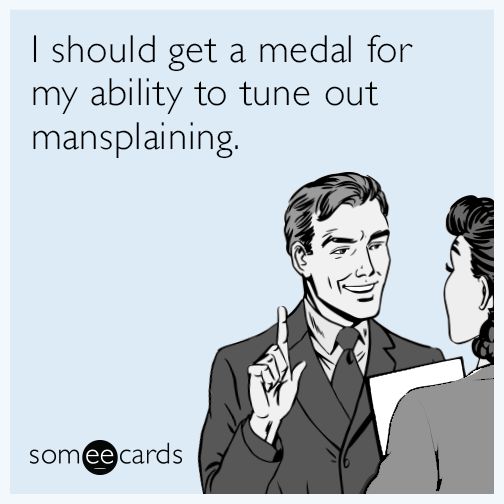 I should get a medal for
my ability to tune out
mansplaining.
someecards